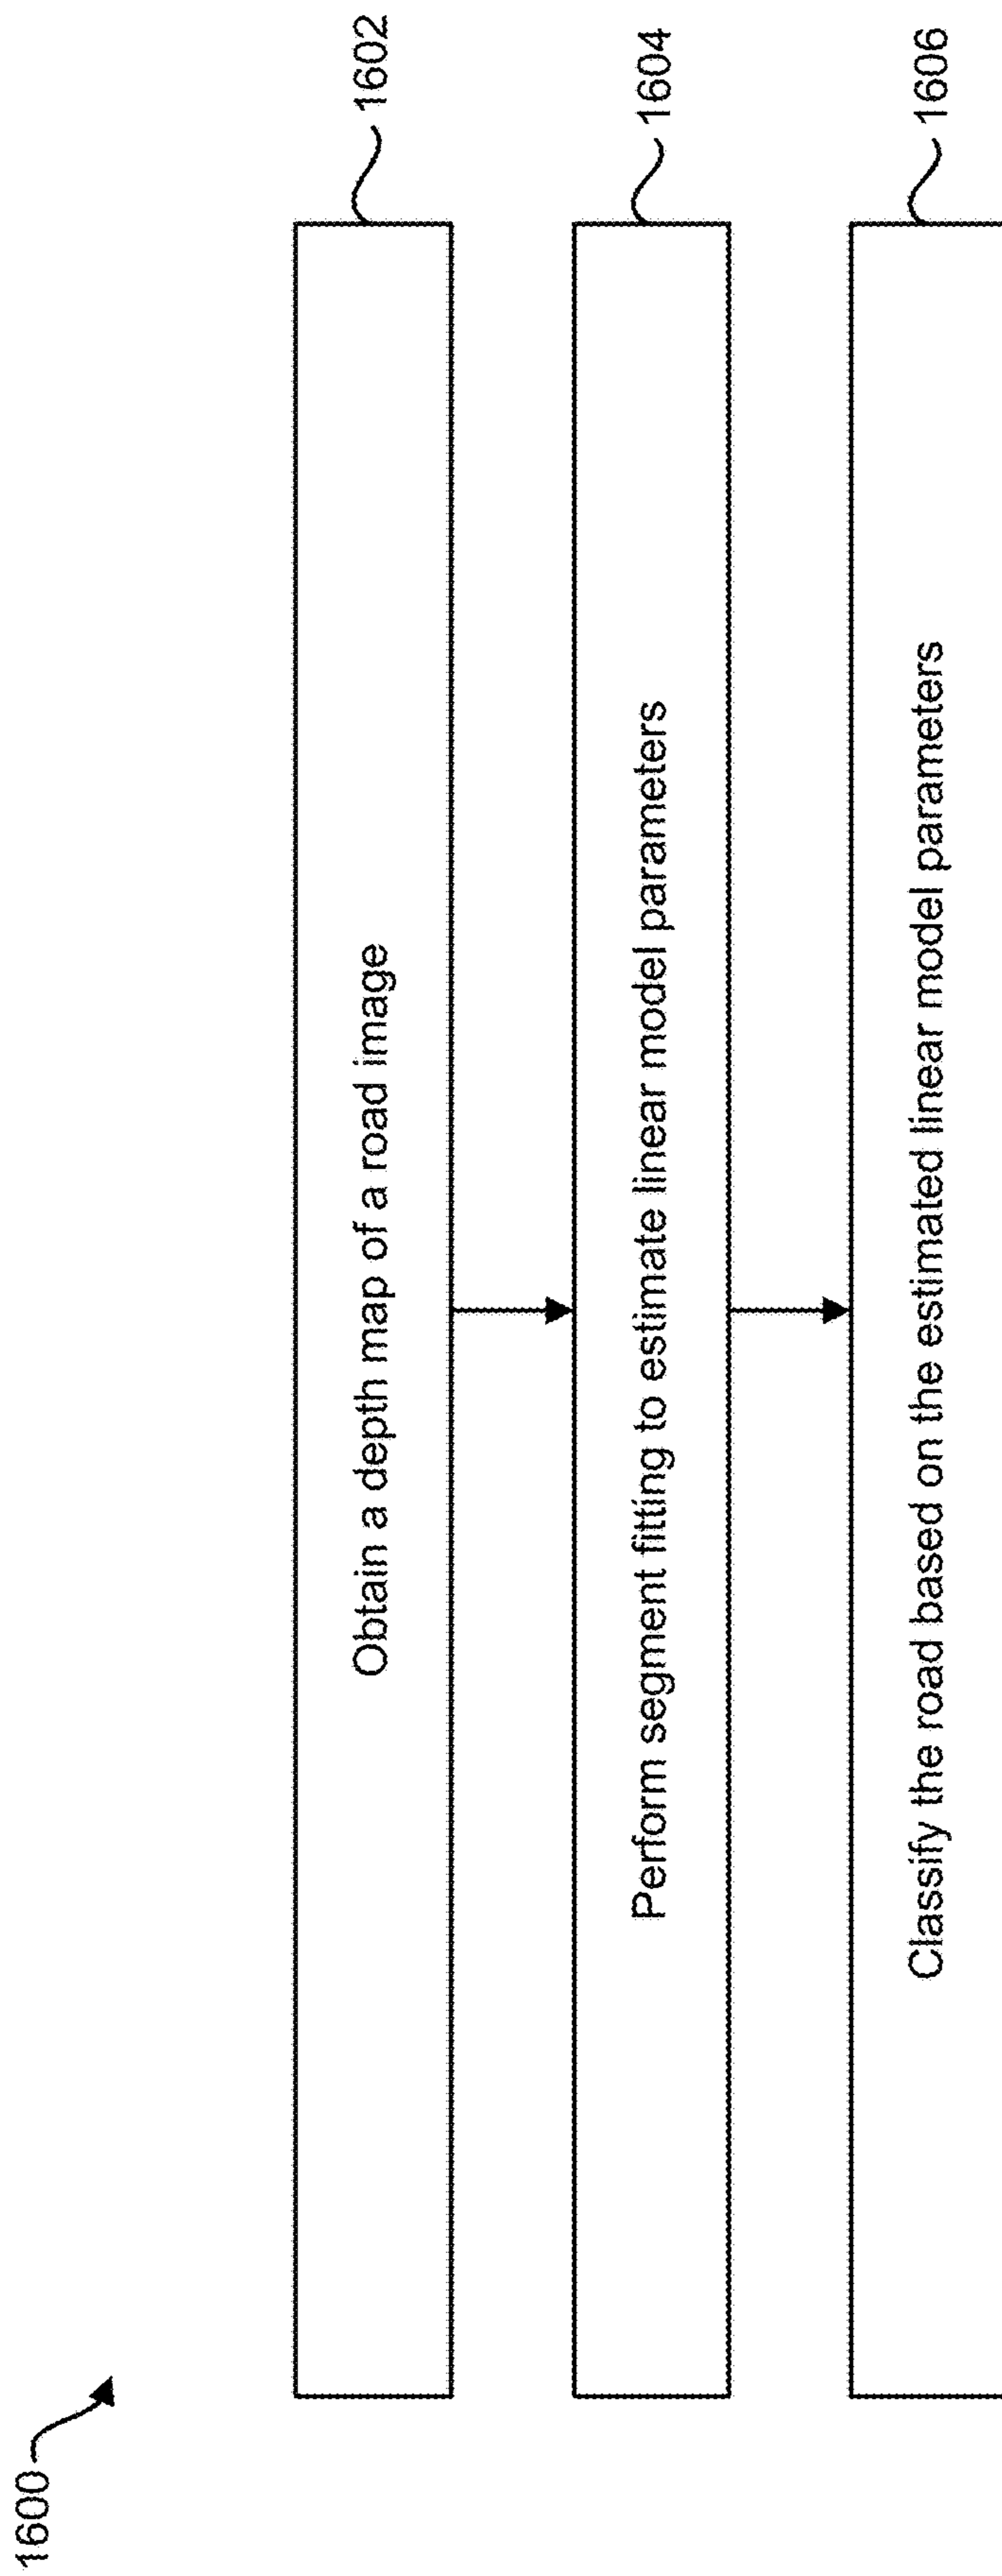 1600
Obtain a depth map of a road image
1602
Perform segment fitting to estimate linear model parameters
1604
Classify the road based on the estimated linear model parameters
1606